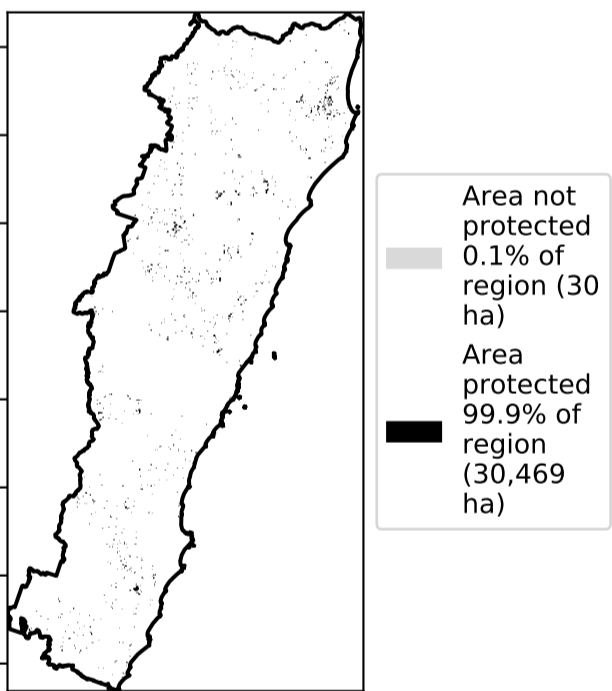 Area not
protected
0.1% of
region (30
ha)
Area
protected
99.9% of
region
(30,469
ha)